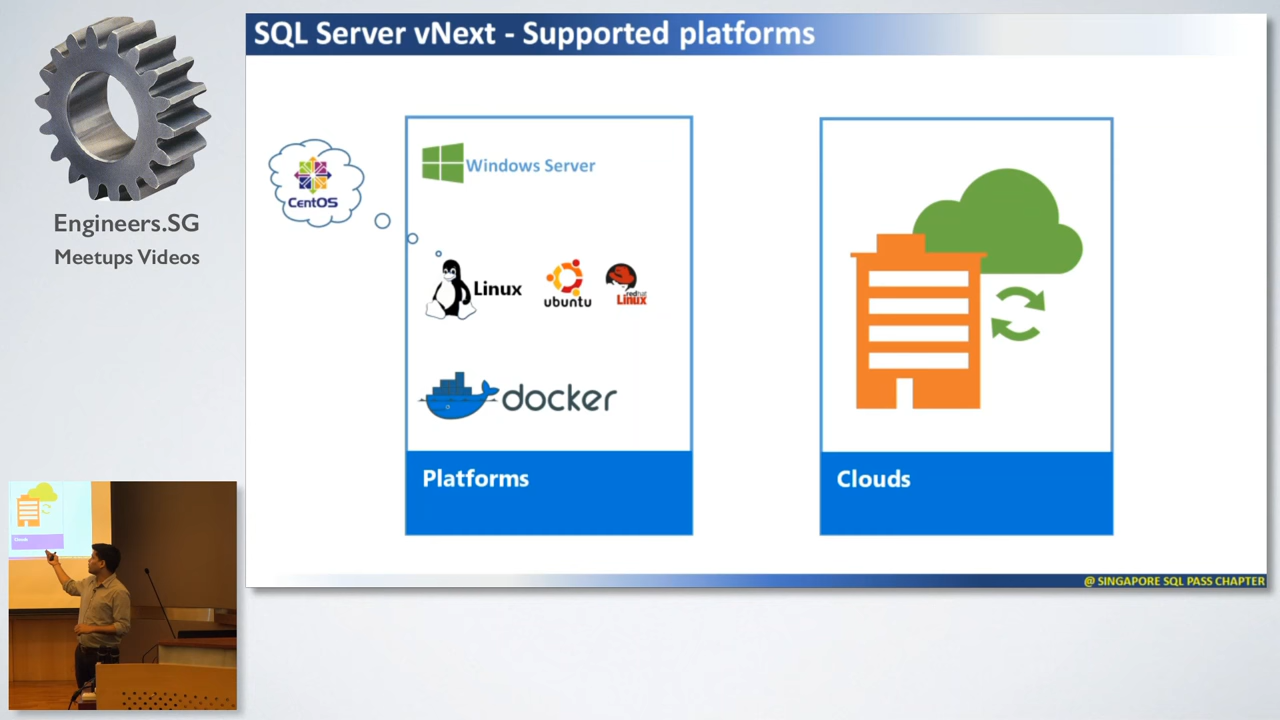 SQL Server vNext - Supported platforms
Engineers.SG
Meetups Videos
CentOS
Windows Server
Linux
ubuntu
redhat
Linux
docker
Platforms
Clouds
Clouds
@ SINGAPORE SQL PASS CHAPTER